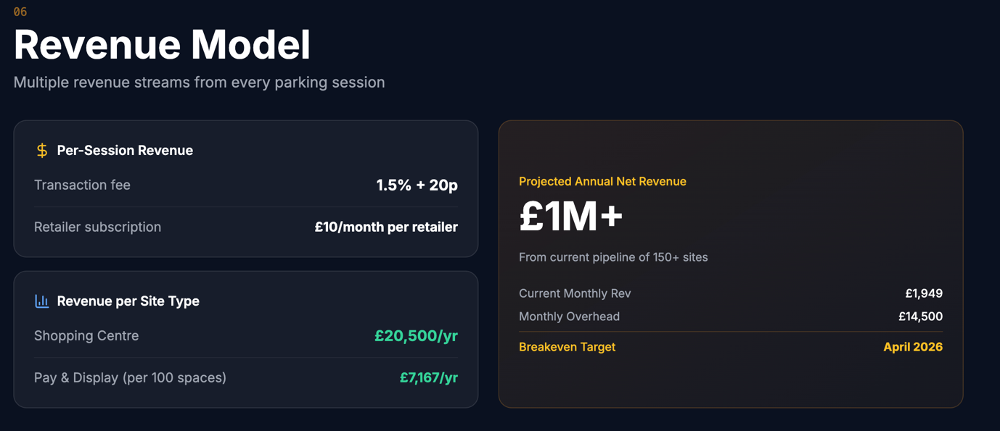 06
Revenue Model
Multiple revenue streams from every parking session
Per-Session Revenue
Transaction fee 1.5% + 20p
Retailer subscription £10/month per retailer
Revenue per Site Type
Shopping Centre £20,500/yr
Pay & Display (per 100 spaces) £7,167/yr
Projected Annual Net Revenue
£1M+
From current pipeline of 150+ sites
Current Monthly Rev £1,949
Monthly Overhead £14,500
Breakeven Target April 2026